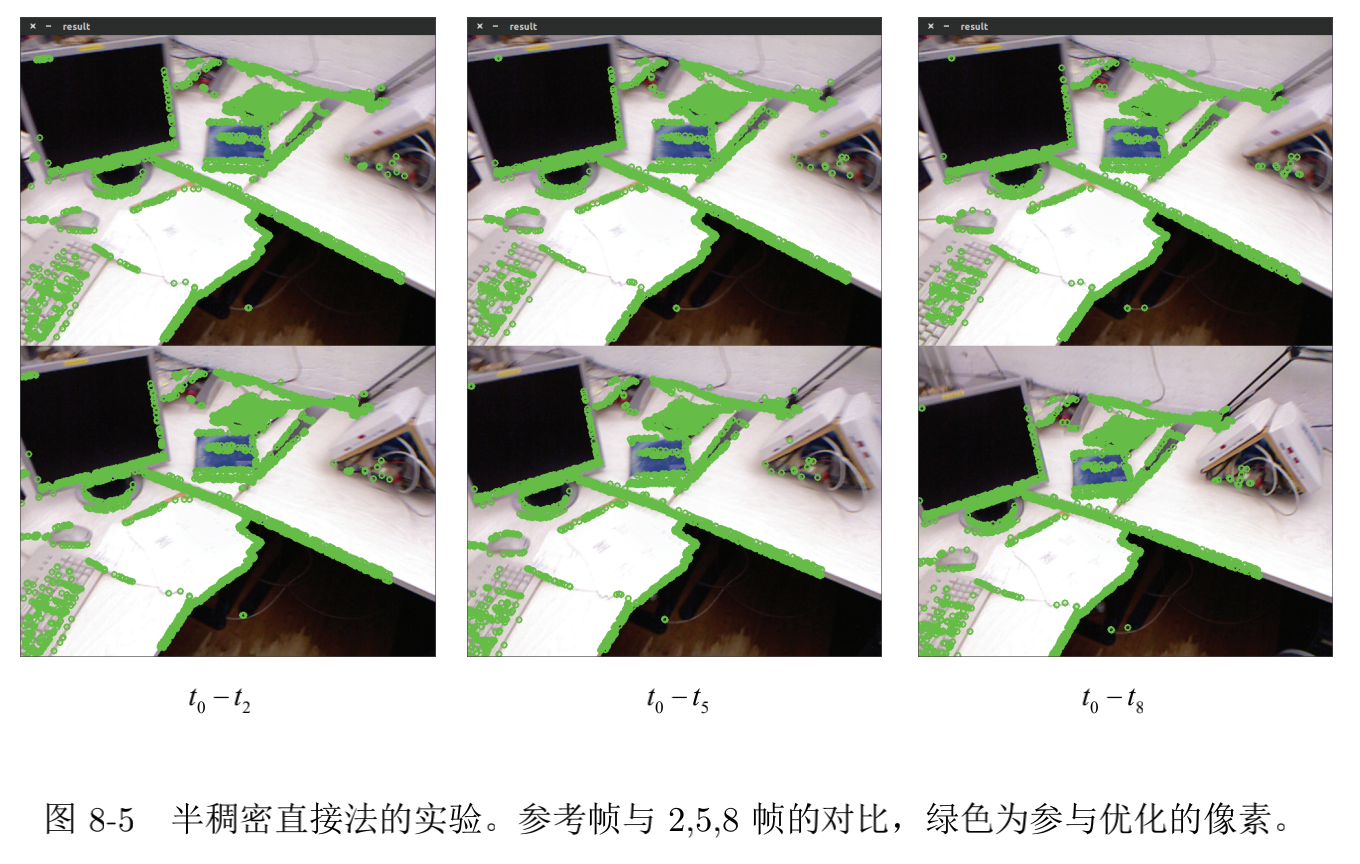 × − result
× − result
× − result
t₀ − t₂
t₀ − t₅
t₀ − t₈
图 8-5 半稠密直接法的实验。参考帧与 2,5,8 帧的对比，绿色为参与优化的像素。